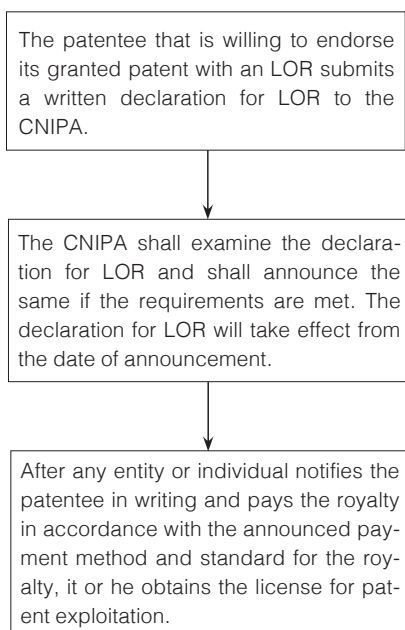 The patentee that is willing to endorse
its granted patent with an LOR submits
a written declaration for LOR to the
CNIPA.
The CNIPA shall examine the declara-
tion for LOR and shall announce the
same if the requirements are met. The
declaration for LOR will take effect from
the date of announcement.
After any entity or individual notifies the
patentee in writing and pays the royalty
in accordance with the announced pay-
ment method and standard for the roy-
alty, it or he obtains the license for pat-
ent exploitation.